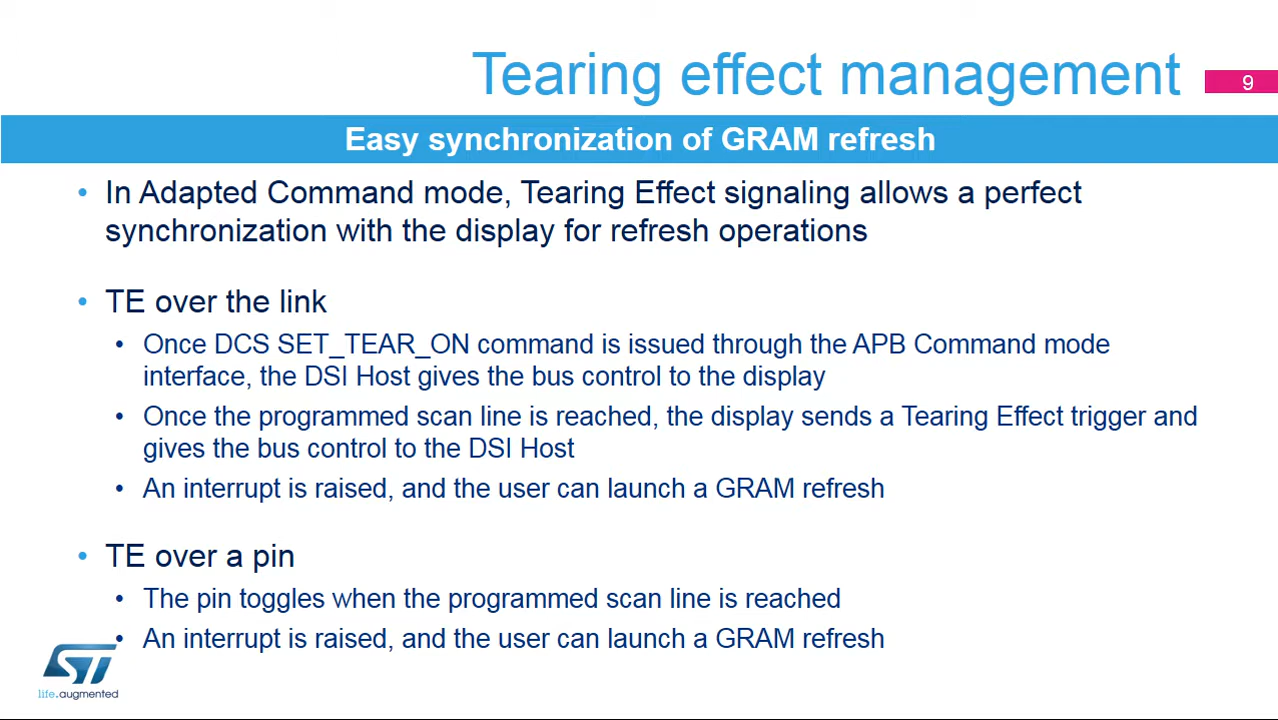 Tearing effect management
9
Easy synchronization of GRAM refresh
• In Adapted Command mode, Tearing Effect signaling allows a perfect
synchronization with the display for refresh operations
• TE over the link
• Once DCS SET_TEAR_ON command is issued through the APB Command mode
interface, the DSI Host gives the bus control to the display
• Once the programmed scan line is reached, the display sends a Tearing Effect trigger and
gives the bus control to the DSI Host
• An interrupt is raised, and the user can launch a GRAM refresh
• TE over a pin
• The pin toggles when the programmed scan line is reached
• An interrupt is raised, and the user can launch a GRAM refresh
ST
life.augmented